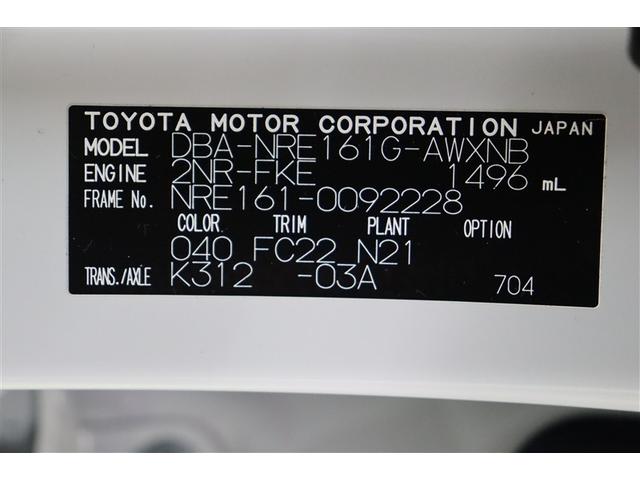 TOYOTA MOTOR CORPORATION JAPAN
MODEL DBA-NRE161G-AWXNB
ENGINE 2NR-FKE 1496 mL
FRAME No. NRE161-0092228
COLOR TRIM PLANT OPTION
040 FC22 N21
TRANS./AXLE K312 -03A 704